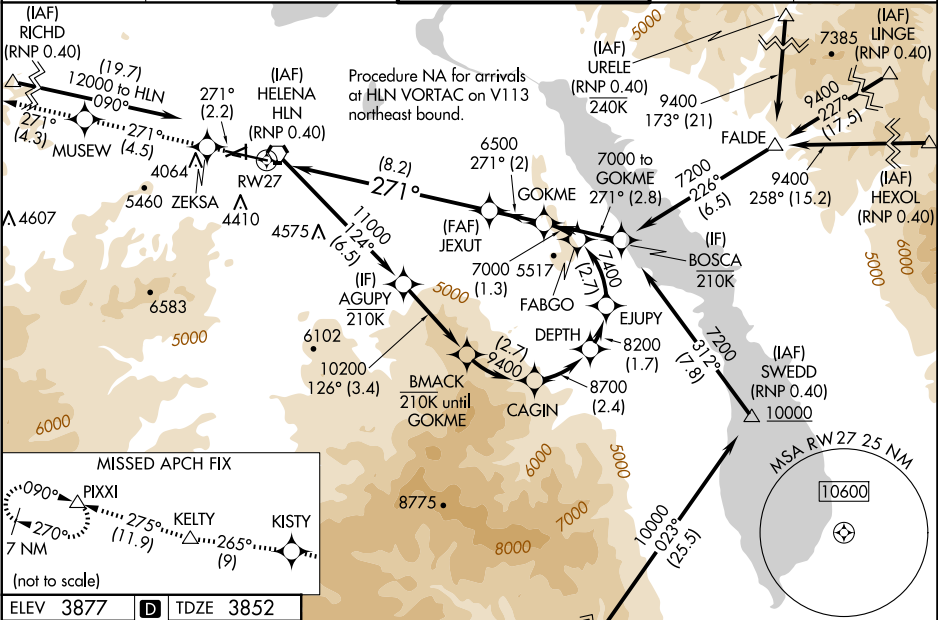 (IAF)
RICHD
(RNP 0.40)
(19.7)
12000 to HLN
090°
271°
(4.3)
MUSEW
271°
(4.5)
271°
(2.2)
(IAF)
HELENA
HLN
(RNP 0.40)
Procedure NA for arrivals
at HLN VORTAC on V113
northeast bound.
RW27
4064
ZEKSA
5460
4607
4410
4575
6583
5000
6102
6000
11000
124°
(6.5)
(IF)
AGUPY
210K
10200
126° (3.4)
5000
BMACK
210K until
GOKME
(2.7)
9400
CAGIN
8700
(2.4)
DEPTH
8200
(1.7)
EJUPY
7400
(2.7)
FABGO
7000
(1.3)
5517
(8.2)
271°
(FAF)
JEXUT
6500
271° (2)
GOKME
7000 to
GOKME
271° (2.8)
(IF)
BOSCA
210K
5000
(IAF)
URELE
(RNP 0.40)
240K
9400
173° (21)
7385
(IAF)
LINGE
(RNP 0.40)
9400
227°
(17.5)
FALDE
7200
226°
(6.5)
9400
258° (15.2)
(IAF)
HEXOL
(RNP 0.40)
5000
6000
7200
312°
(7.8)
(IAF)
SWEDD
(RNP 0.40)
10000
10000
023°
(25.5)
8775
6000
5000
7000
8000
MSA RW27 25 NM
10600
MISSED APCH FIX
090°
PIXXI
270°
7 NM
275°
(11.9)
KELTY
265°
(9)
KISTY
(not to scale)
ELEV 3877 D TDZE 3852